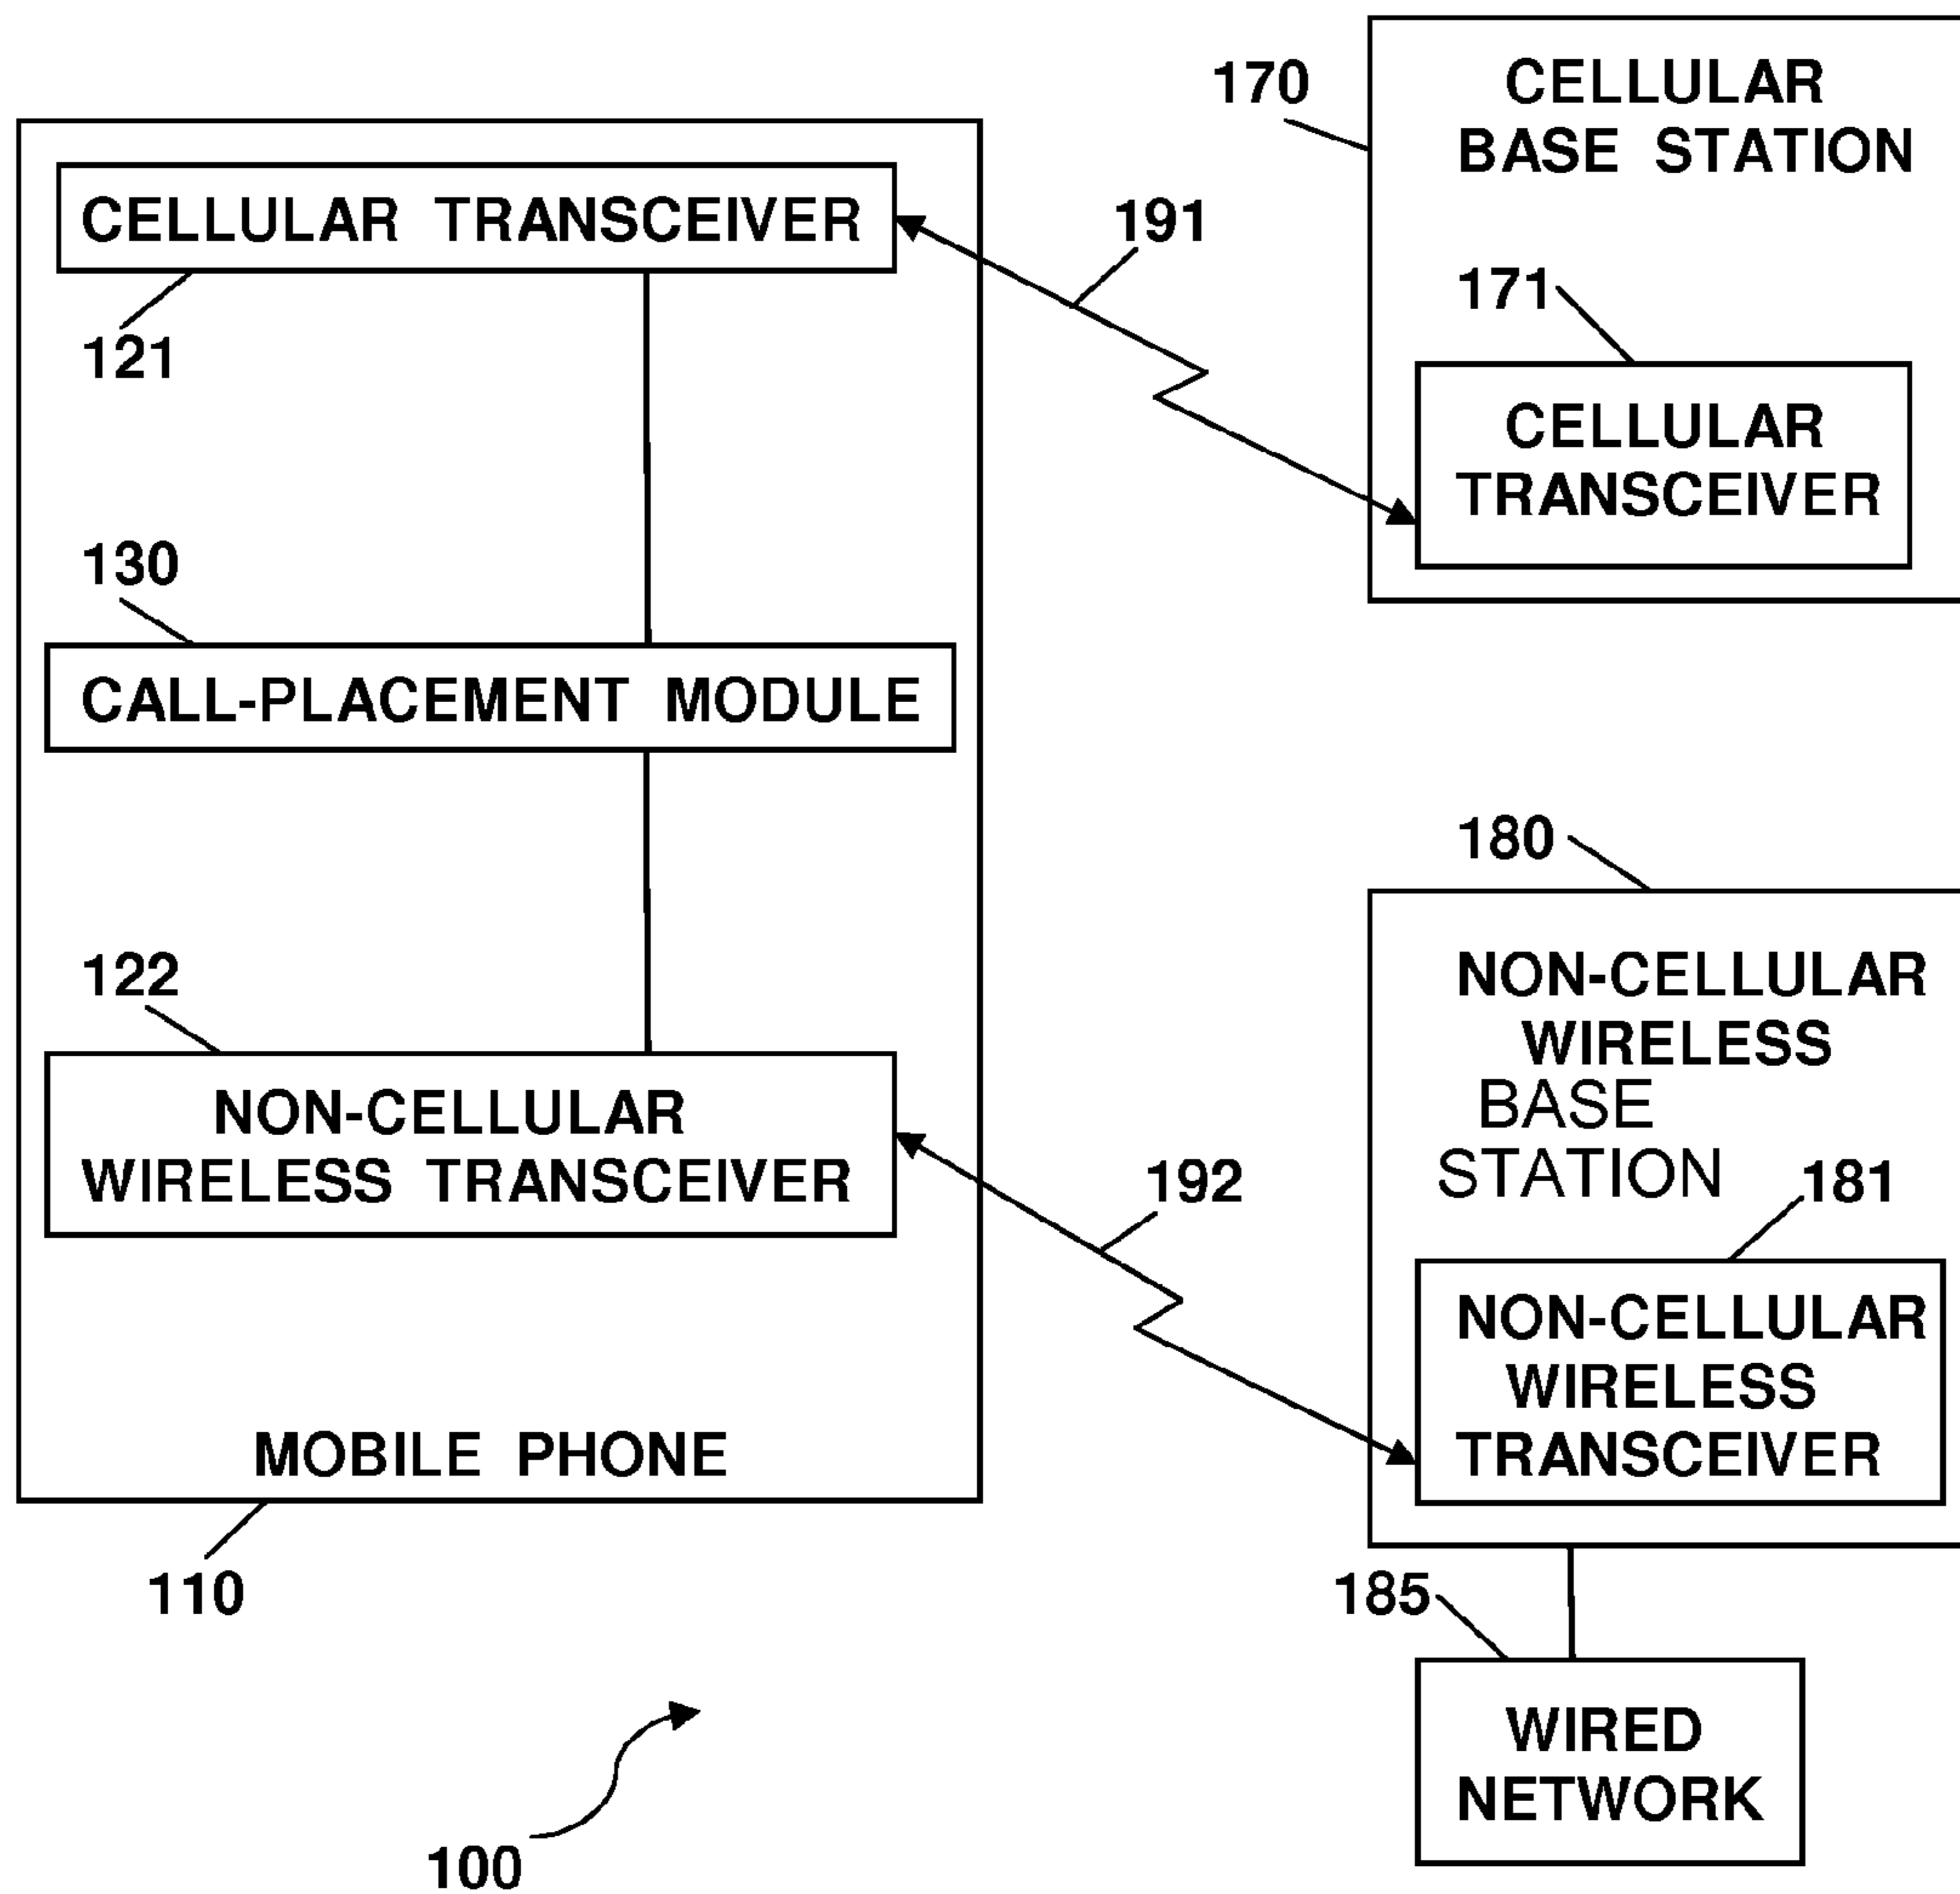 170
CELLULAR
BASE STATION
CELLULAR TRANSCEIVER
191
171
121
CELLULAR
TRANSCEIVER
130
CALL-PLACEMENT MODULE
180
122
NON-CELLULAR
WIRELESS
BASE
STATION
NON-CELLULAR
WIRELESS TRANSCEIVER
192
181
NON-CELLULAR
WIRELESS
TRANSCEIVER
MOBILE PHONE
110
185
WIRED
NETWORK
100